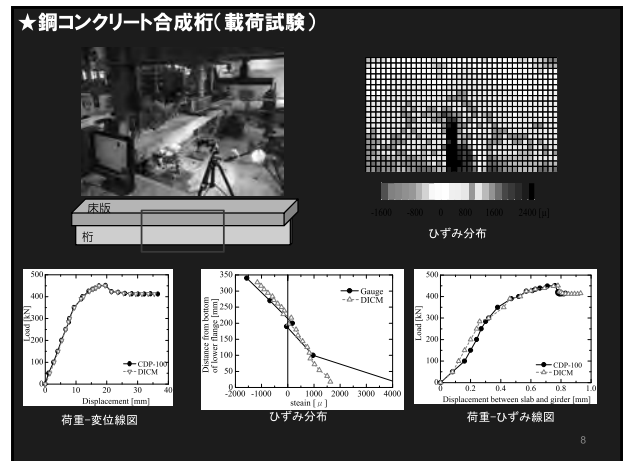 ★鋼コンクリート合成桁(載荷試験)
床版
桁
-1600 -800 0 800 1600 2400 [μ]
ひずみ分布
500
400
300
200
100
0
Load [kN]
CDP-100
DICM
0 10 20 30 40
Displacement [mm]
荷重-変位線図
350
300
250
200
150
100
50
0
Distance from bottom
of lower flange [mm]
Gauge
DICM
-2000 -1000 0 1000 2000 3000 4000
steain [μ]
ひずみ分布
500
400
300
200
100
0
Load [kN]
CDP-100
DICM
0 0.2 0.4 0.6 0.8 1.0
Displacement between slab and girder [mm]
荷重-ひずみ線図
8